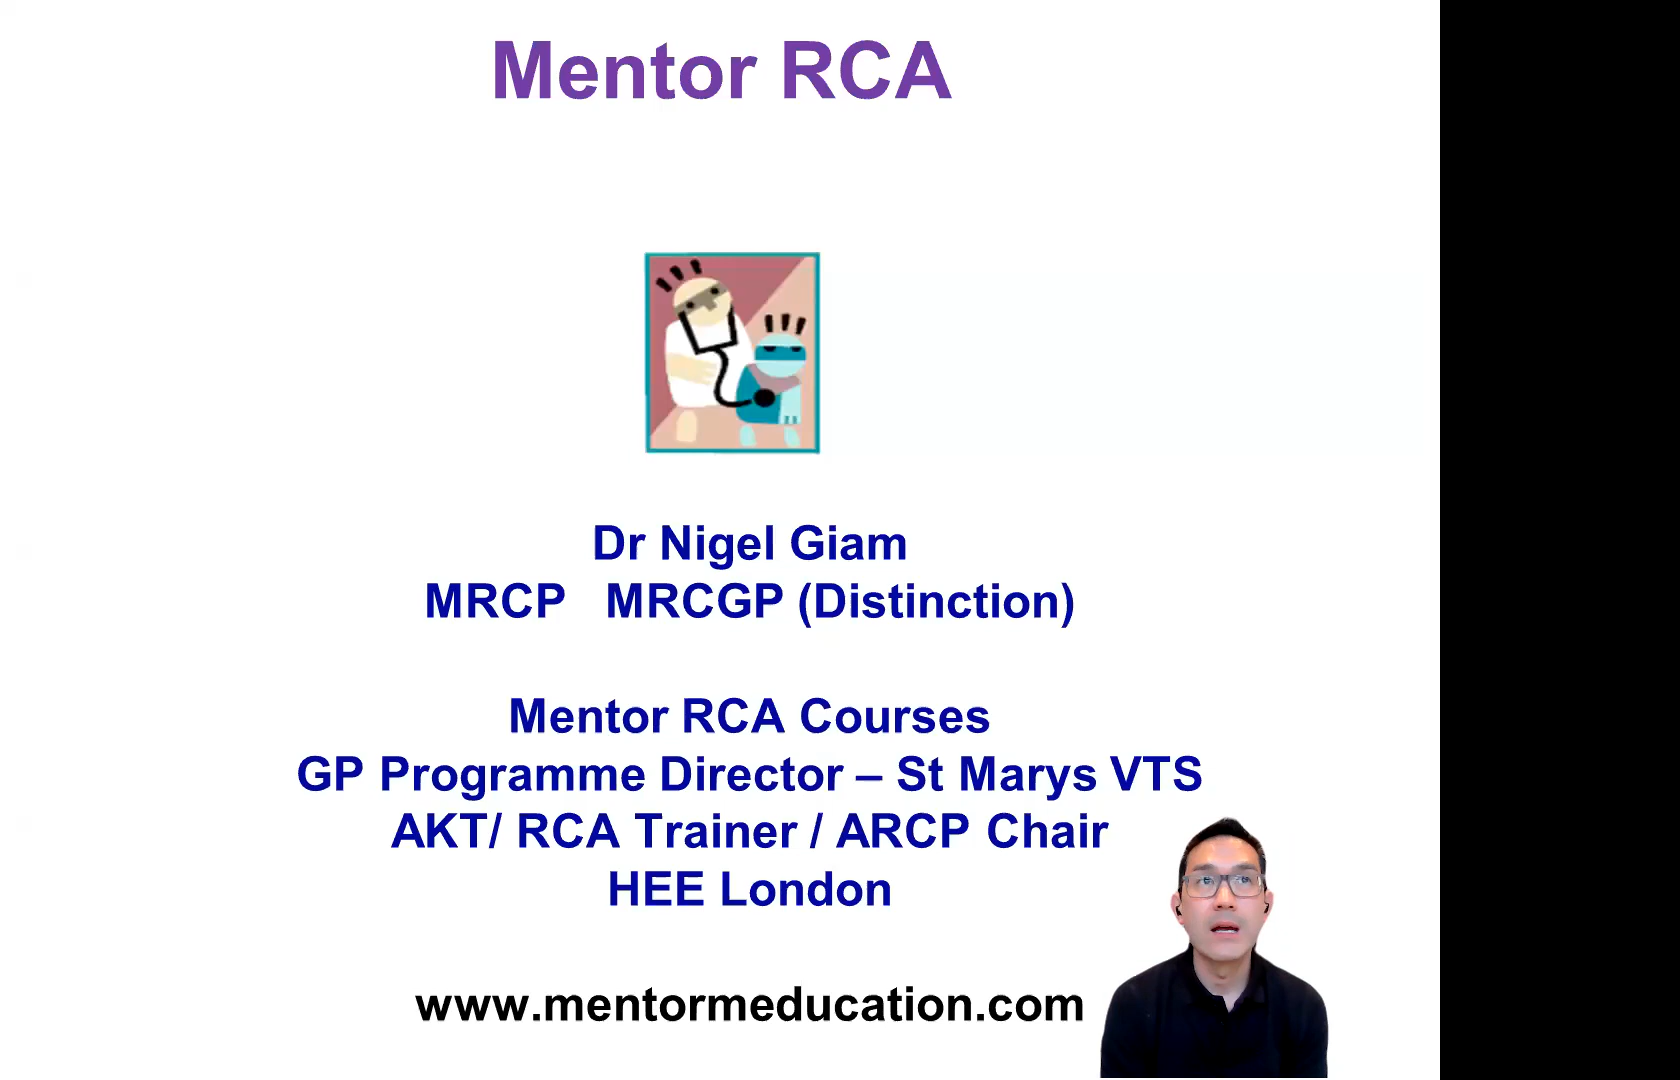 Mentor RCA
Dr Nigel Giam
MRCP MRCGP (Distinction)
Mentor RCA Courses
GP Programme Director – St Marys VTS
AKT/ RCA Trainer / ARCP Chair
HEE London
www.mentormeducation.com